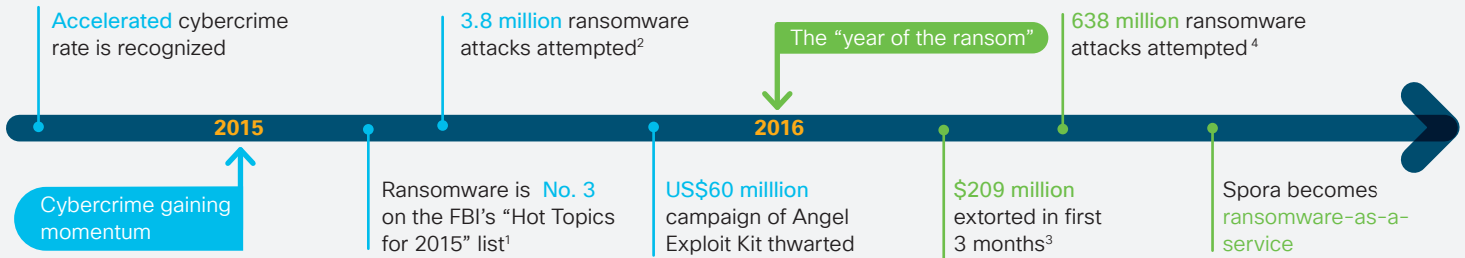 Accelerated cybercrime
rate is recognized
3.8 million ransomware
attacks attempted²
The “year of the ransom”
638 million ransomware
attacks attempted ⁴
2015
2016
Cybercrime gaining
momentum
Ransomware is No. 3
on the FBI’s “Hot Topics
for 2015” list¹
US$60 milllion
campaign of Angel
Exploit Kit thwarted
$209 million
extorted in first
3 months³
Spora becomes
ransomware-as-a-
service